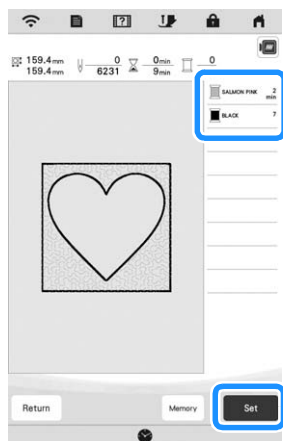 [?]
159.4mm 0 0min 0
159.4mm 6231 9min
SALMON PINK 2 min
BLACK 7
Return Memory Set